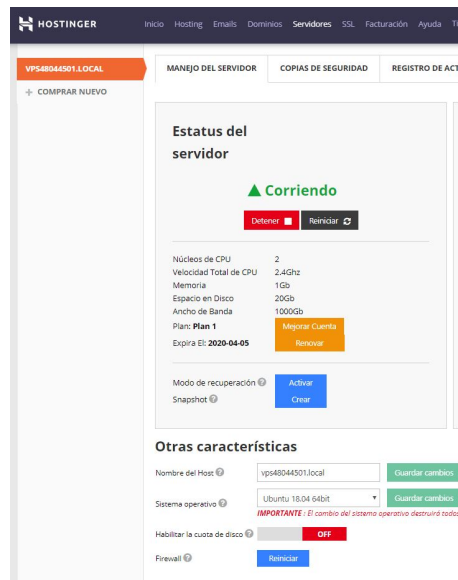 HOSTINGER
Inicio Hosting Emails Dominios Servidores SSL Facturación Ayuda
VPS48044501.LOCAL
+ COMPRAR NUEVO
MANEJO DEL SERVIDOR COPIAS DE SEGURIDAD REGISTRO DE ACT
Estatus del
servidor
Corriendo
Detener Reiniciar
Núcleos de CPU 2
Velocidad Total de CPU 2.4Ghz
Memoria 1Gb
Espacio en Disco 20Gb
Ancho de Banda 1000Gb
Plan: Plan 1 Mejorar Cuenta
Expira El: 2020-04-05 Renovar
Modo de recuperación Activar
Snapshot Crear
Otras características
Nombre del Host vps48044501.local Guardar cambios
Sistema operativo Ubuntu 18.04 64bit Guardar cambios
IMPORTANTE : El cambio del sistema operativo destruirá todos
Habilitar la cuota de disco OFF
Firewall Reiniciar